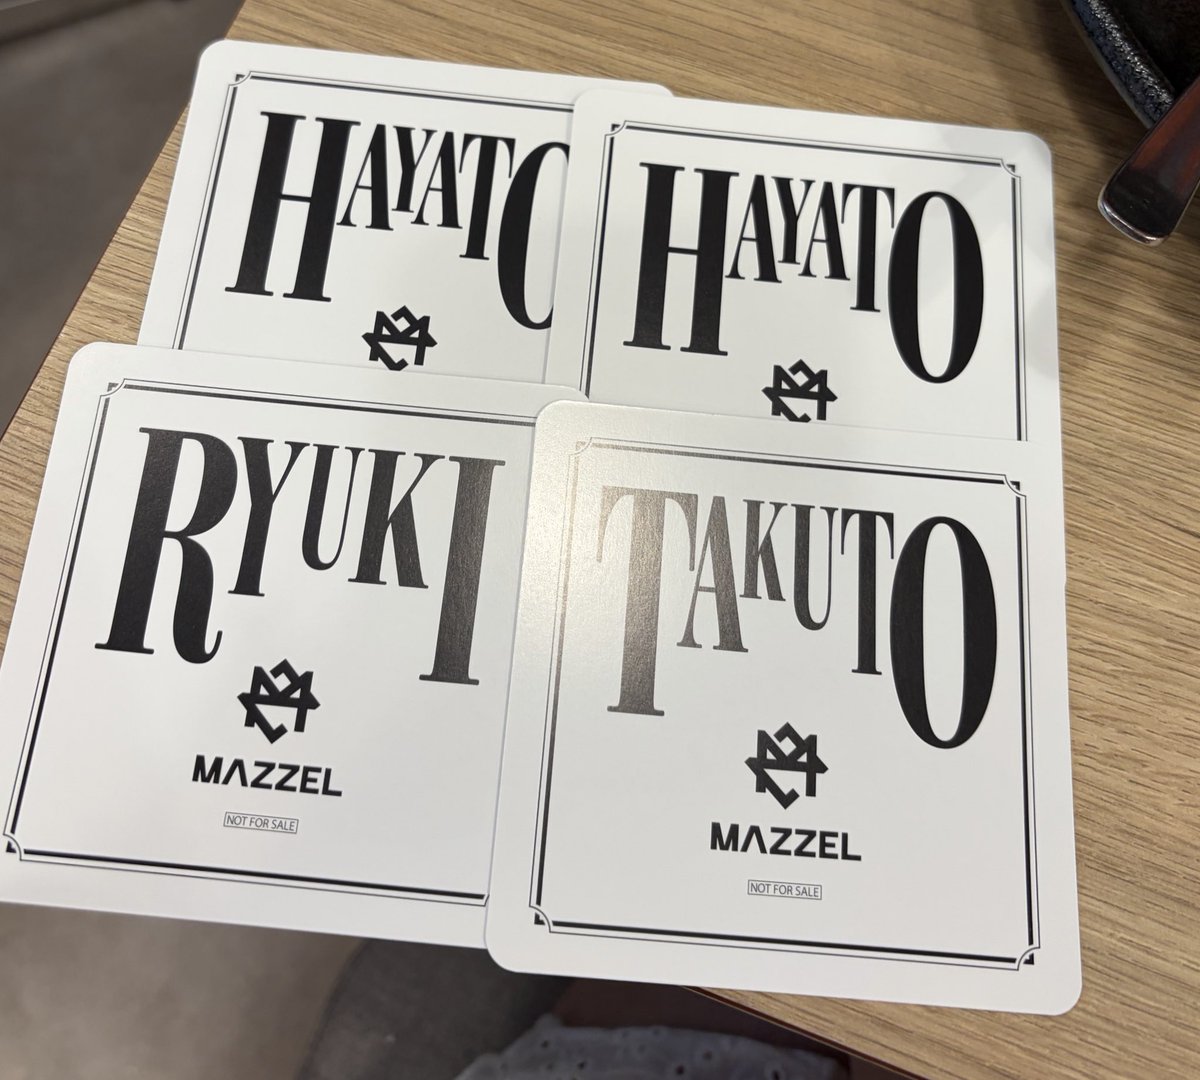 HAYATO
HAYATO
RYUKI
MAZZEL
NOT FOR SALE
TAKUTO
MAZZEL
NOT FOR SALE